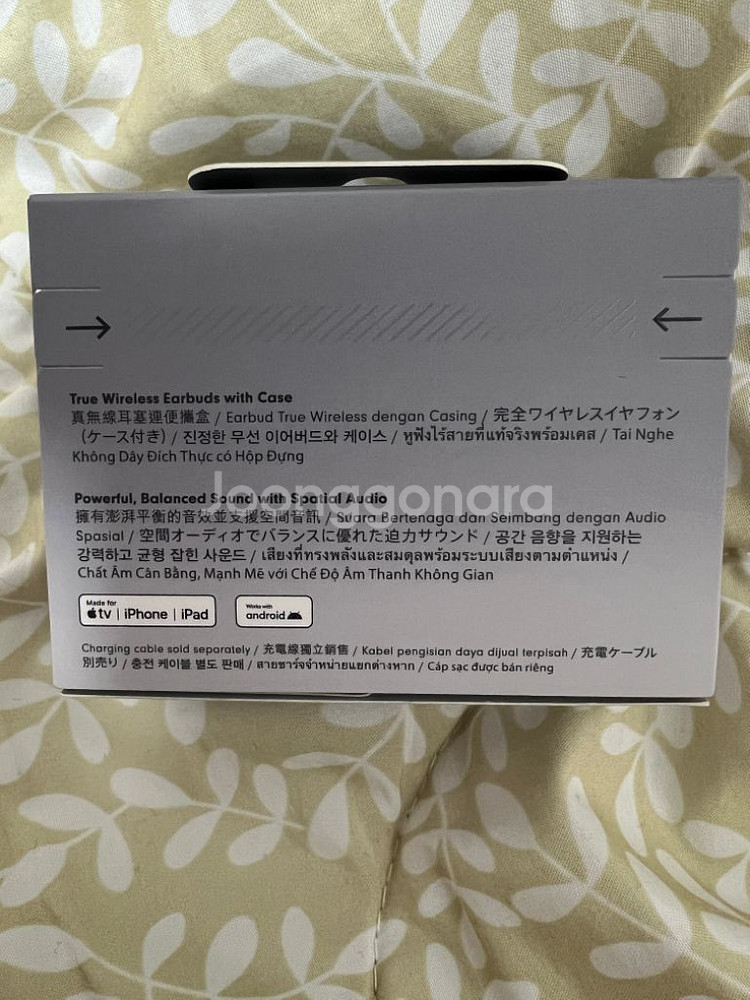 True Wireless Earbuds with Case
真無線耳塞連便攜盒 / Earbud True Wireless dengan Casing / 完全ワイヤレスイヤフォン
（ケース付き）/ 진정한 무선 이어버드와 케이스 / หูฟังไร้สายที่แท้จริงพร้อมเคส / Tai Nghe
Không Dây Đích Thực có Hộp Đựng
joonggonara
Powerful, Balanced Sound with Spatial Audio
擁有澎湃平衡的音效並支援空間音訊 / Suara Bertenaga dan Seimbang dengan Audio
Spasial / 空間オーディオでバランスに優れた迫力サウンド / 공간 음향을 지원하는
강력하고 균형 잡힌 사운드 / เสียงที่ทรงพลังและสมดุลพร้อมระบบเสียงตามตำแหน่ง /
Chất Âm Cân Bằng, Mạnh Mẽ với Chế Độ Âm Thanh Không Gian
Made for
tv | iPhone | iPad
Works with
android
Charging cable sold separately / 充電線獨立銷售 / Kabel pengisian daya dijual terpisah / 充電ケーブル
別売り / 충전 케이블 별도 판매 / สายชาร์จจำหน่ายแยกต่างหาก / Cáp sạc được bán riêng